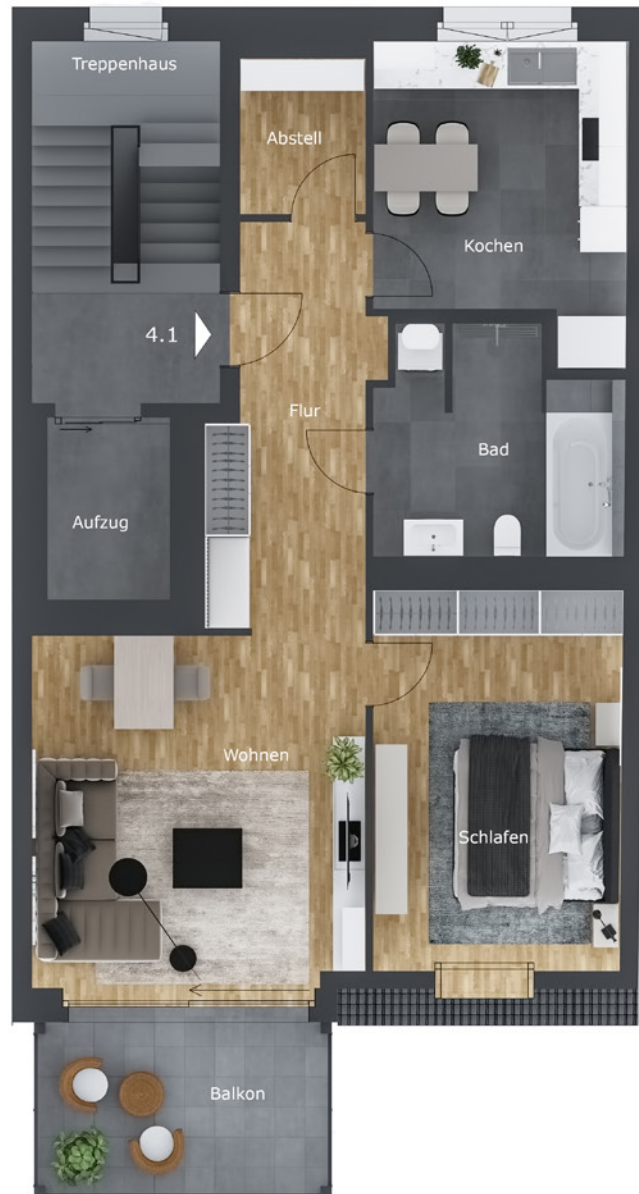 Treppenhaus
Abstell
Kochen
4.1
Flur
Bad
Aufzug
Wohnen
Schlafen
Balkon